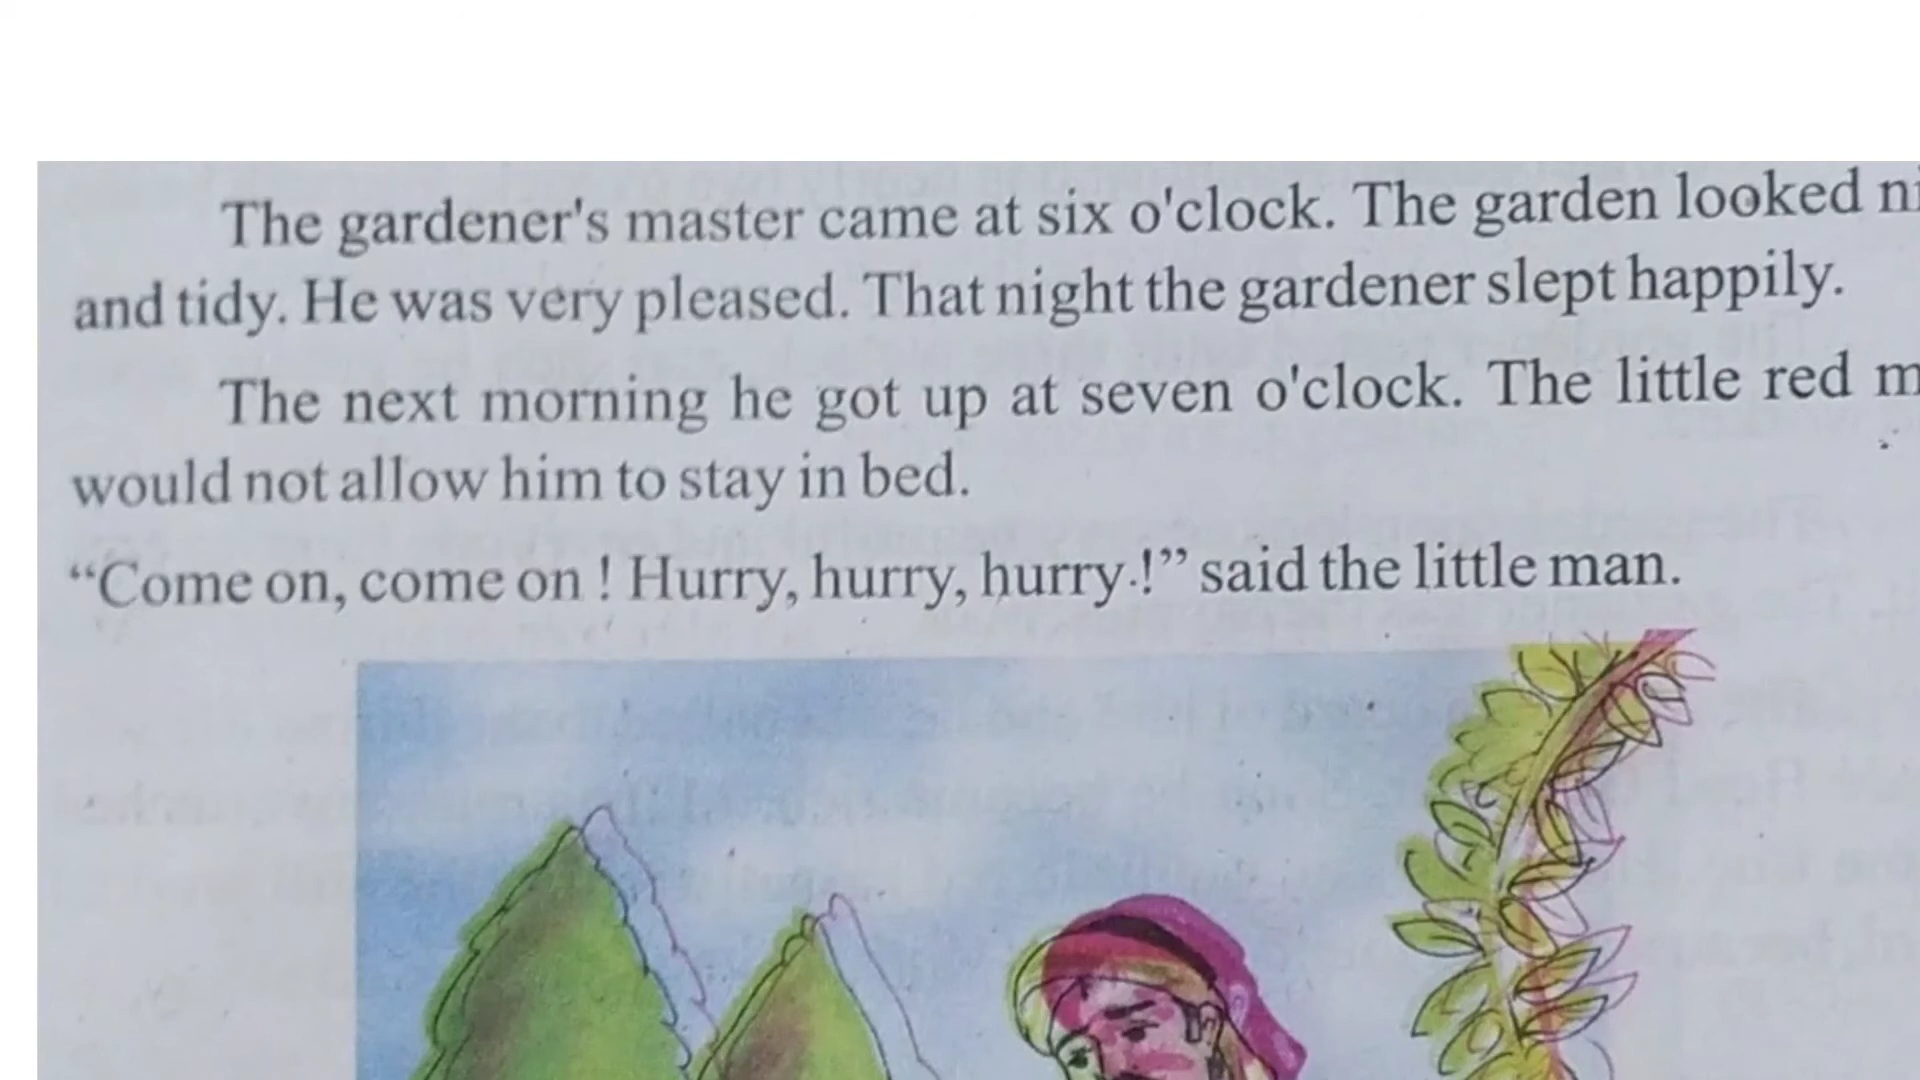 The gardener's master came at six o'clock. The garden looked
and tidy. He was very pleased. That night the gardener slept happily.
The next morning he got up at seven o'clock. The little red
would not allow him to stay in bed.
“Come on, come on ! Hurry, hurry, hurry.!” said the little man.